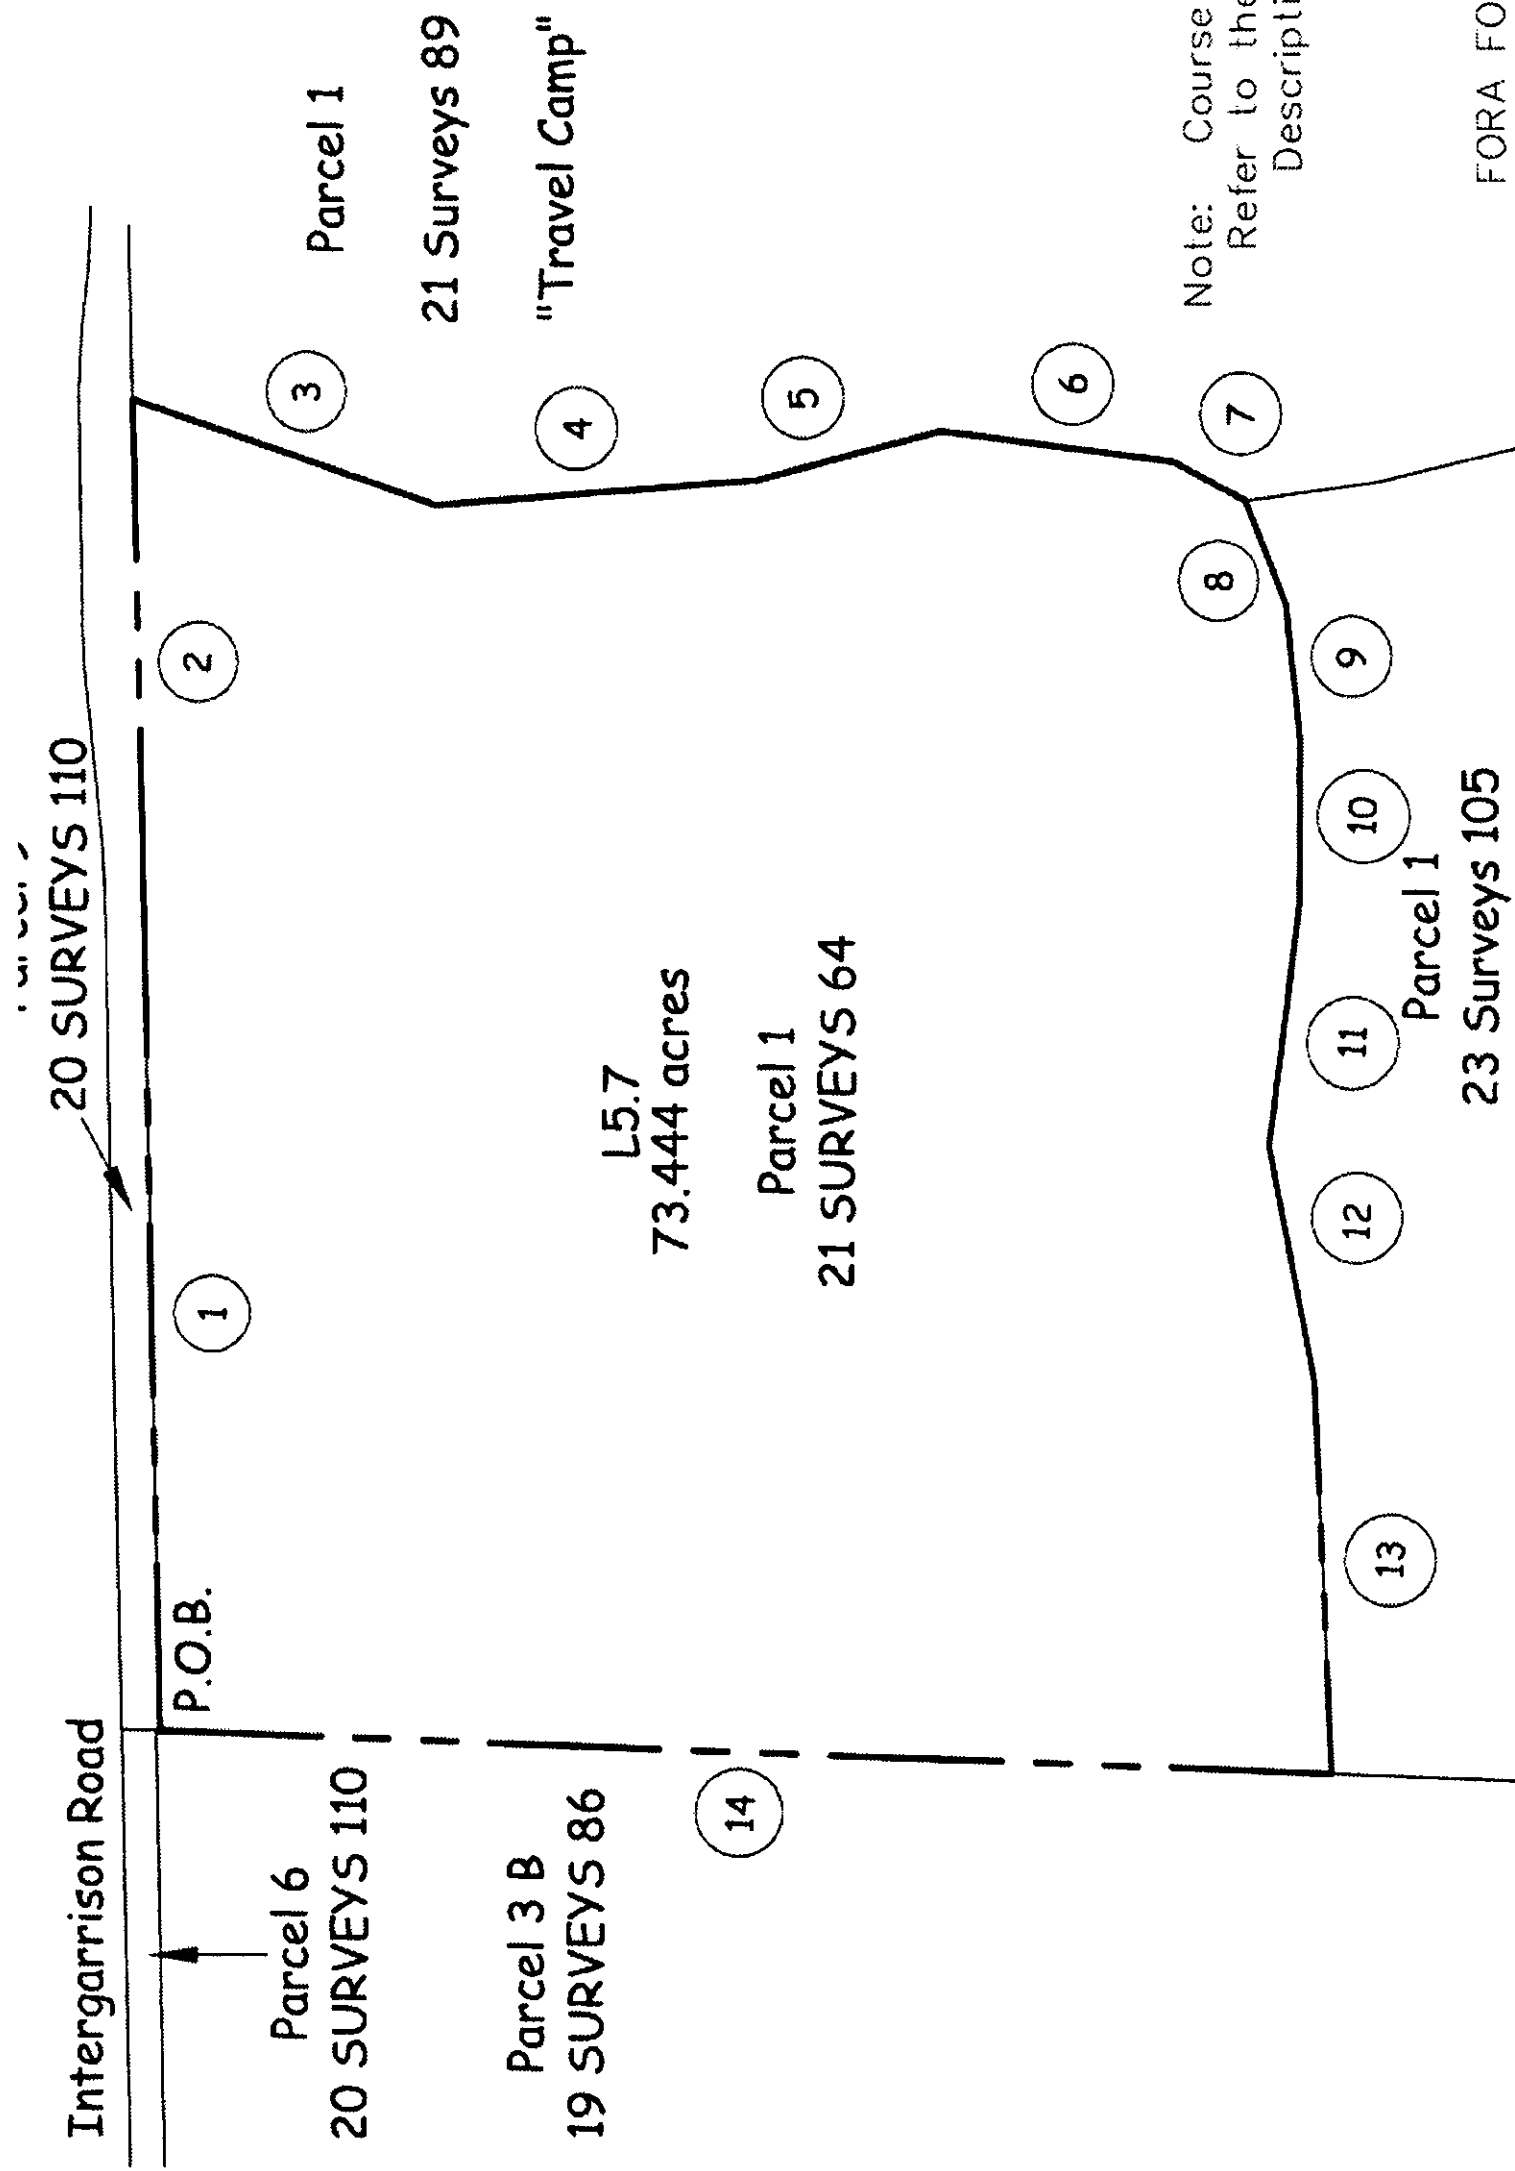 Intergarrison Road
20 SURVEYS 110
Parcel 6
20 SURVEYS 110
Parcel 3 B
19 SURVEYS 86
P.O.B.
1
2
3
4
5
6
7
8
9
10
11
12
13
14
L5.7
73.444 acres
Parcel 1
21 SURVEYS 64
Parcel 1
21 Surveys 89
"Travel Camp"
Parcel 1
23 Surveys 105
Note: Course
Refer to the
FORA